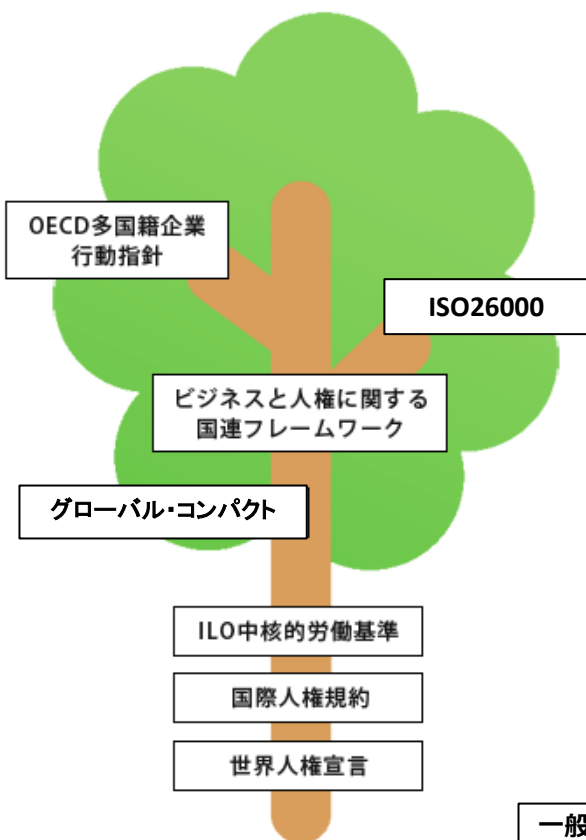 OECD多国籍企業
行動指針
ISO26000
ビジネスと人権に関する
国連フレームワーク
グローバル・コンパクト
ILO中核的労働基準
国際人権規約
世界人権宣言
一般